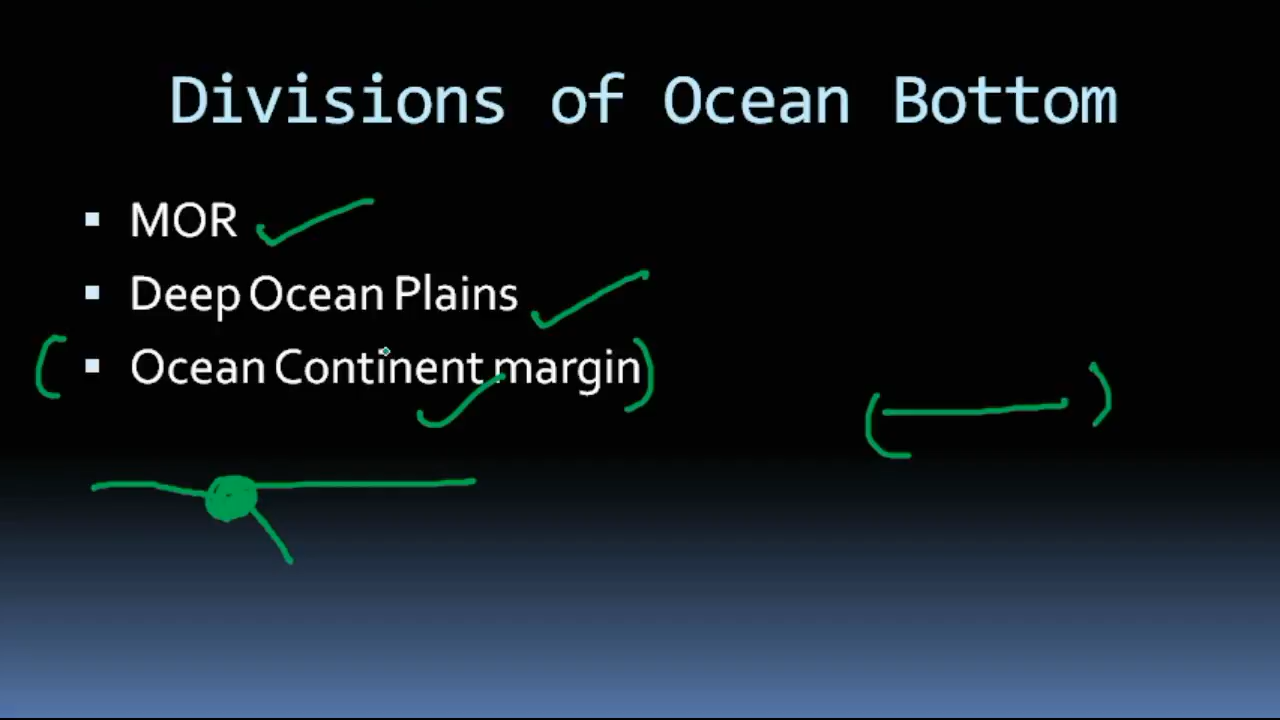 Divisions of Ocean Bottom
MOR
Deep Ocean Plains
Ocean Continent margin